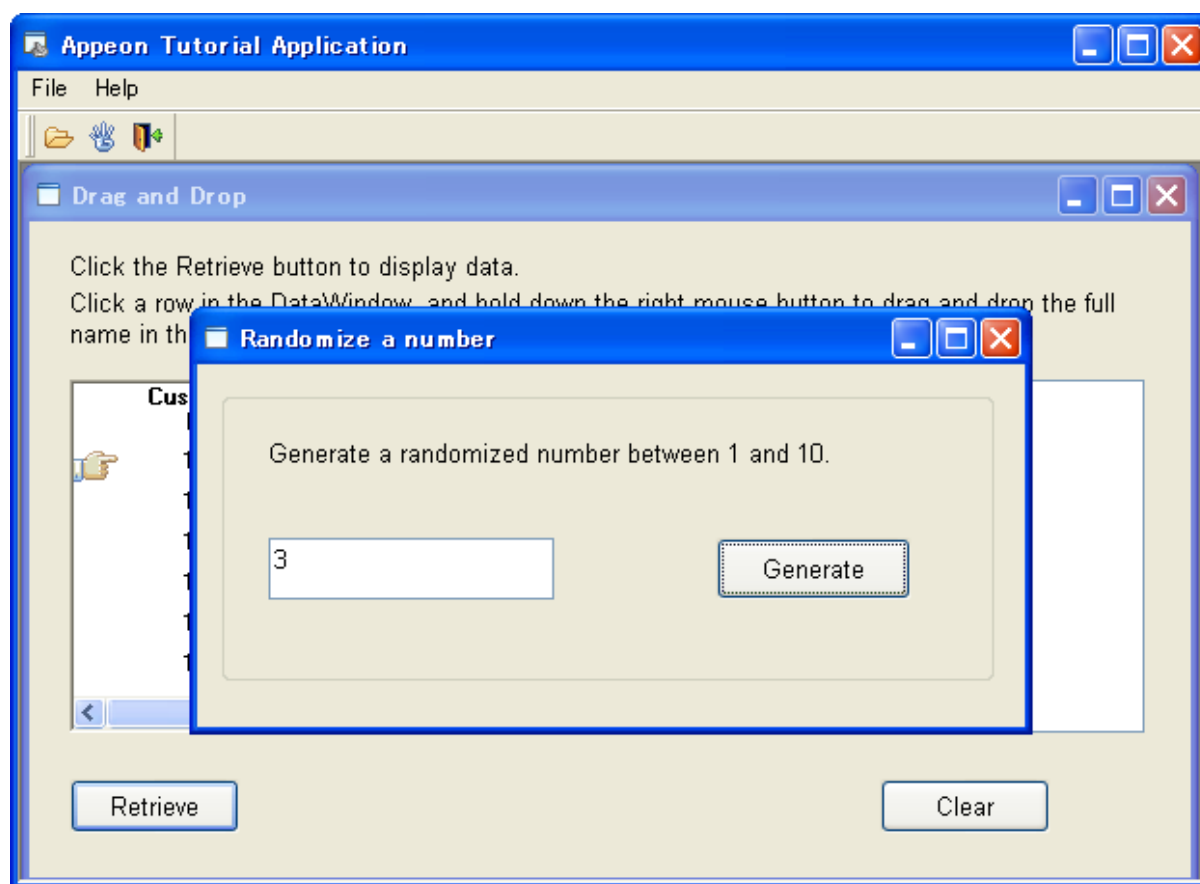 Appeon Tutorial Application
File Help
Drag and Drop
Click the Retrieve button to display data.
Click a row in the DataWindow, and hold down the right mouse button to drag and drop the full
name in th
Randomize a number
Cus
Generate a randomized number between 1 and 10.
3
Generate
Retrieve
Clear